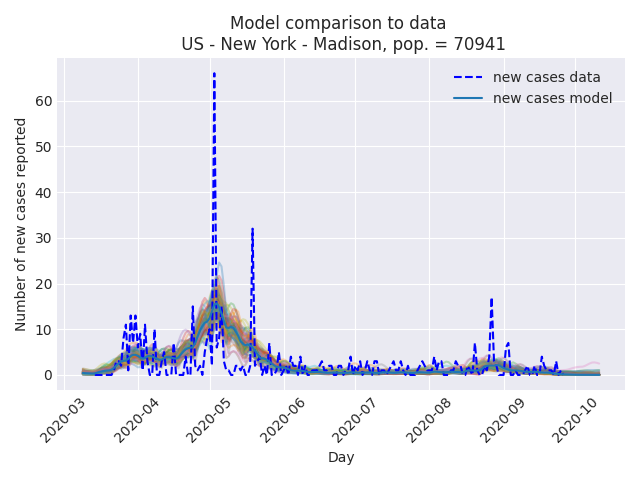 Model comparison to data
US - New York - Madison, pop. = 70941
new cases data
new cases model
Number of new cases reported
60
50
40
30
20
10
0
2020-03
2020-04
2020-05
2020-06
2020-07
2020-08
2020-09
2020-10
Day